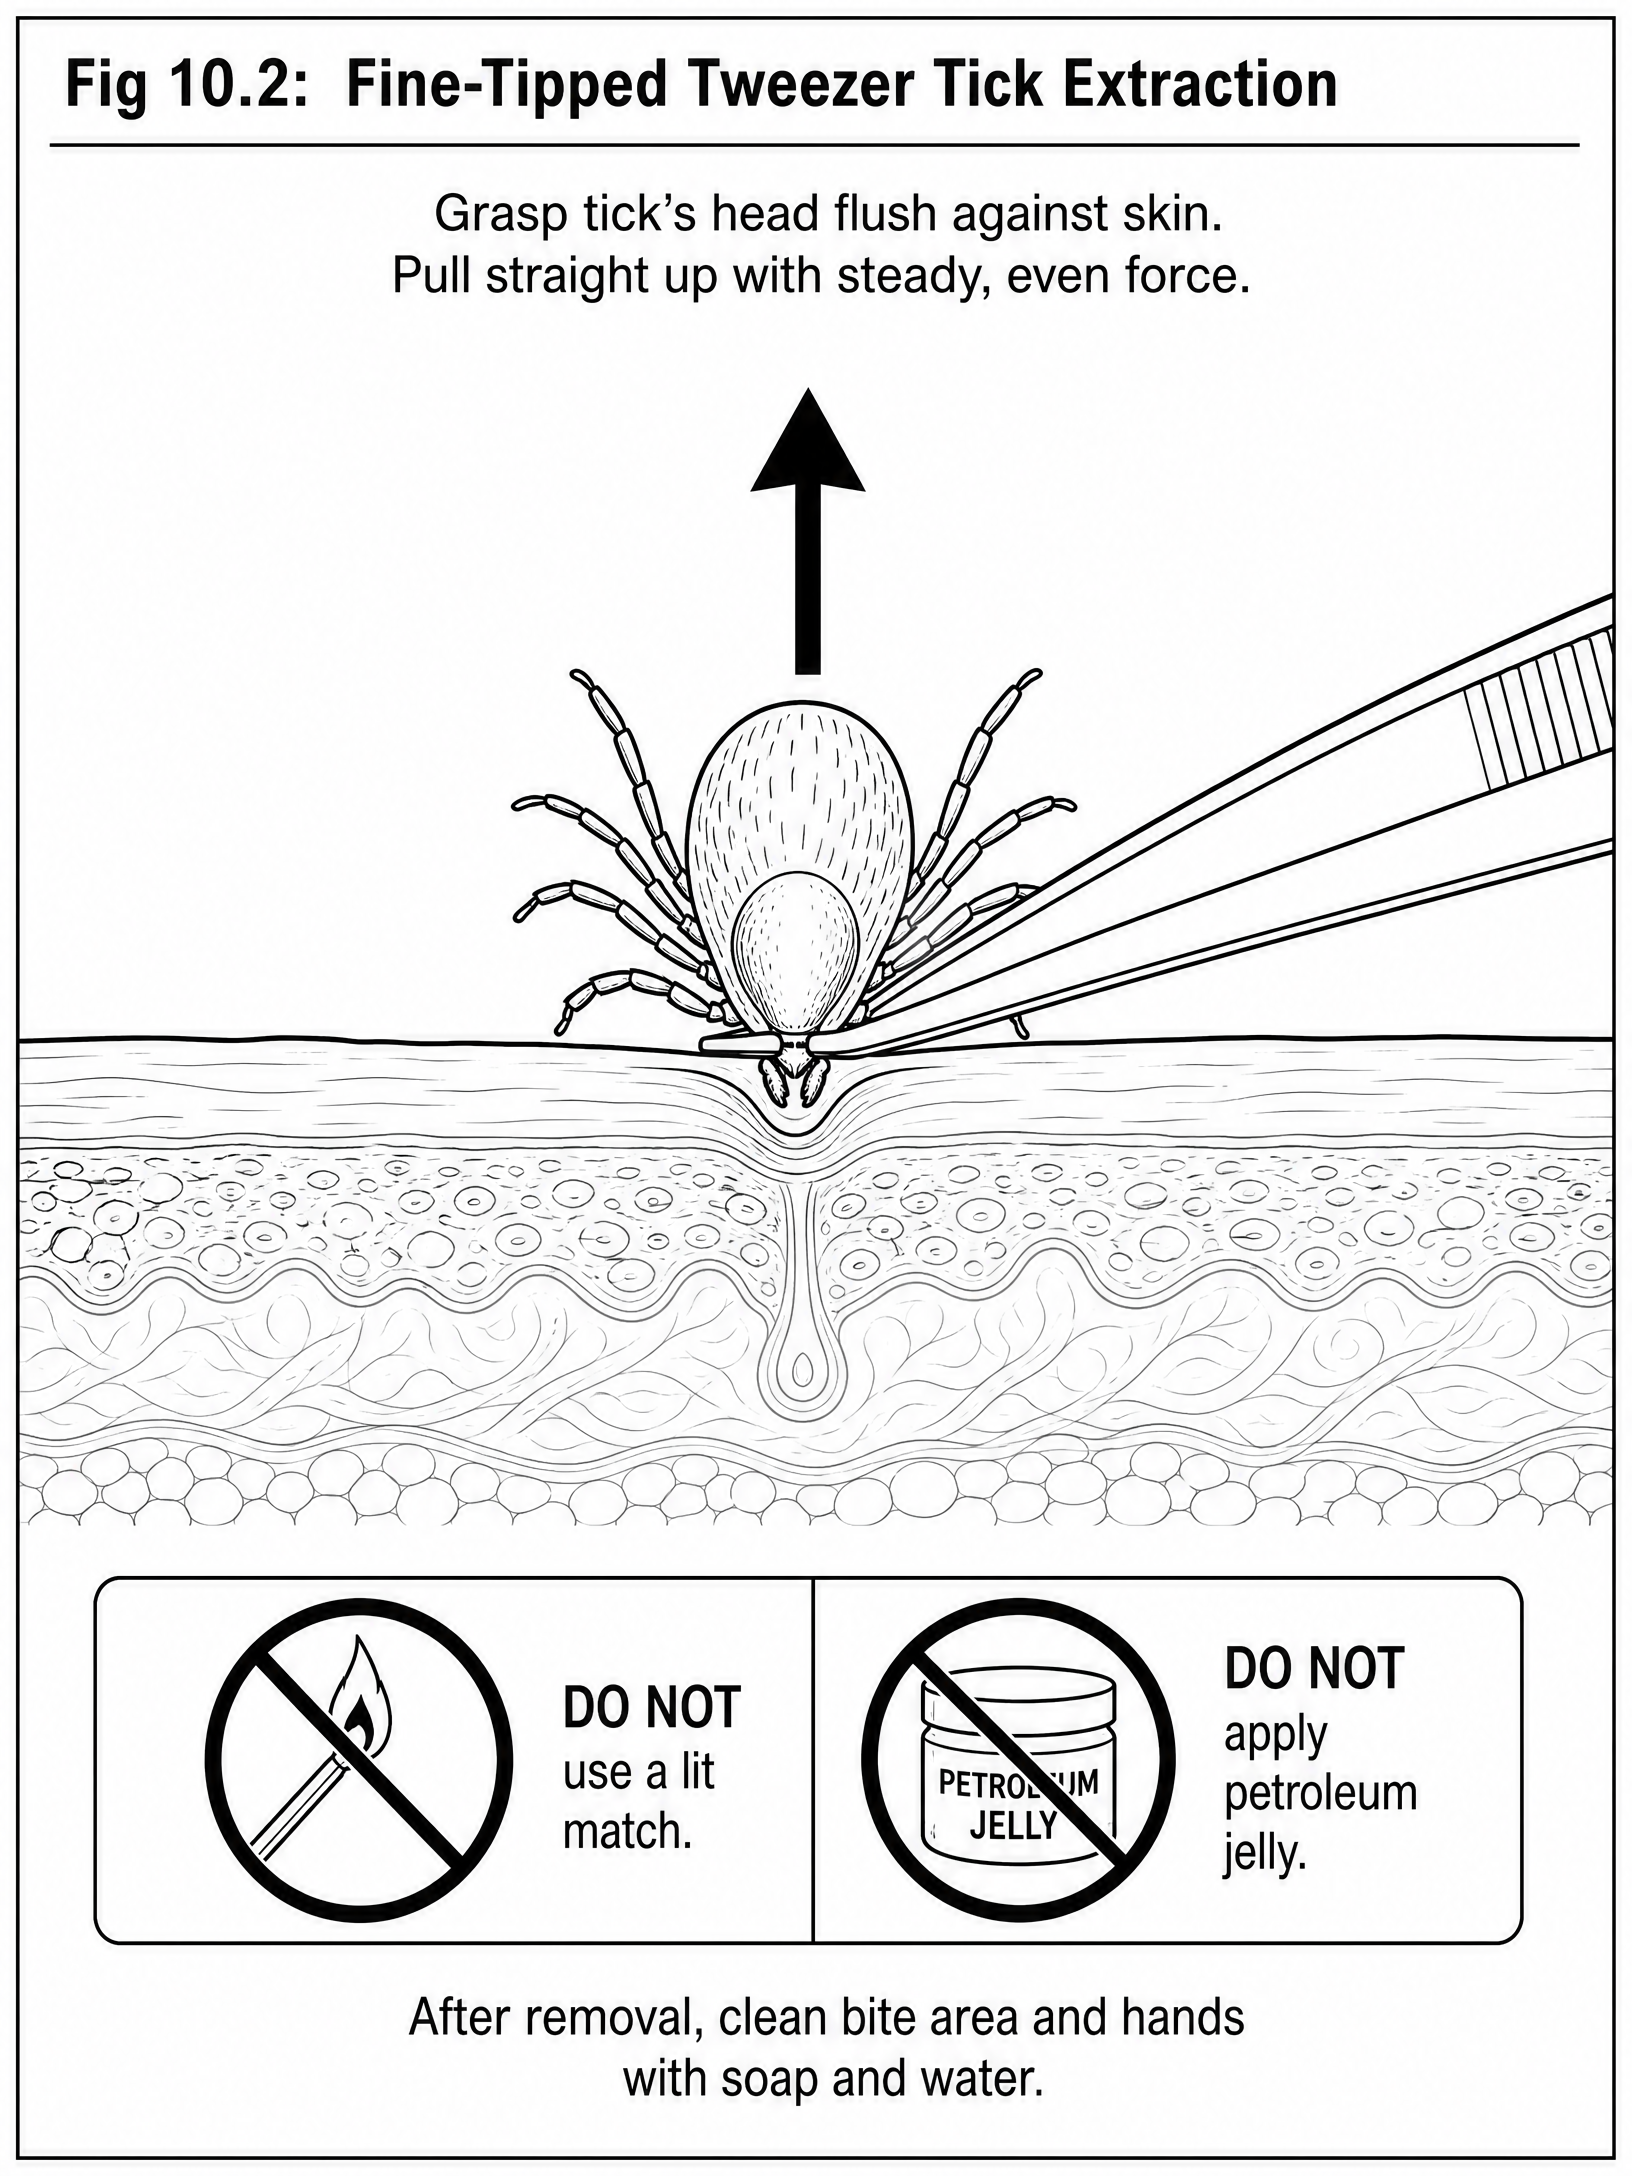 Fig 10.2: Fine-Tipped Tweezer Tick Extraction
Grasp tick’s head flush against skin.
Pull straight up with steady, even force.
DO NOT
use a lit
match.
PETROLEUM
JELLY
DO NOT
apply
petroleum
jelly.
After removal, clean bite area and hands
with soap and water.